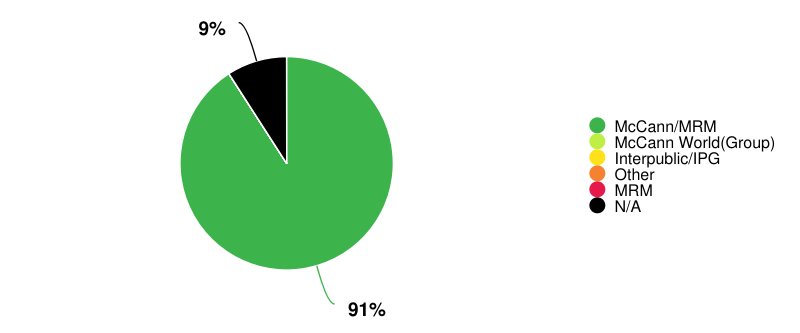 9%
McCann/MRM
McCann World(Group)
Interpublic/IPG
Other
MRM
N/A
91%